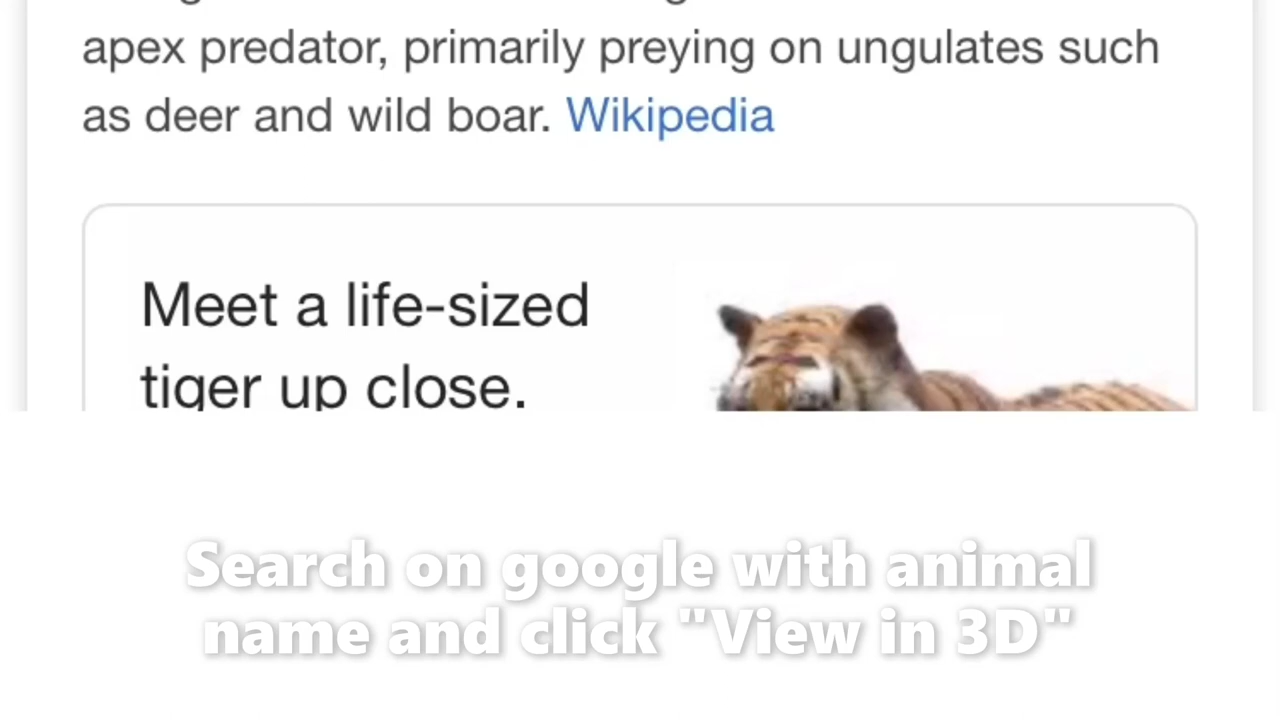 apex predator, primarily preying on ungulates such
as deer and wild boar. Wikipedia
Meet a life-sized
tiger up close.
Search on google with animal
name and click "View in 3D"